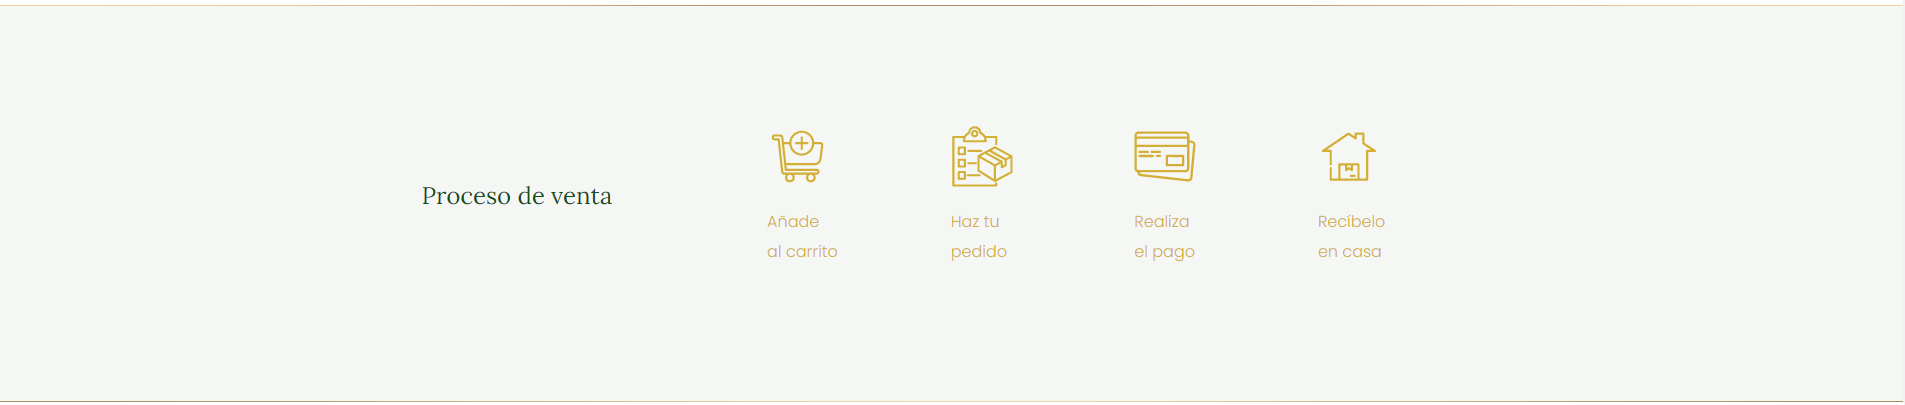 Proceso de venta
Añade
al carrito
Haz tu
pedido
Realiza
el pago
Recíbelo
en casa